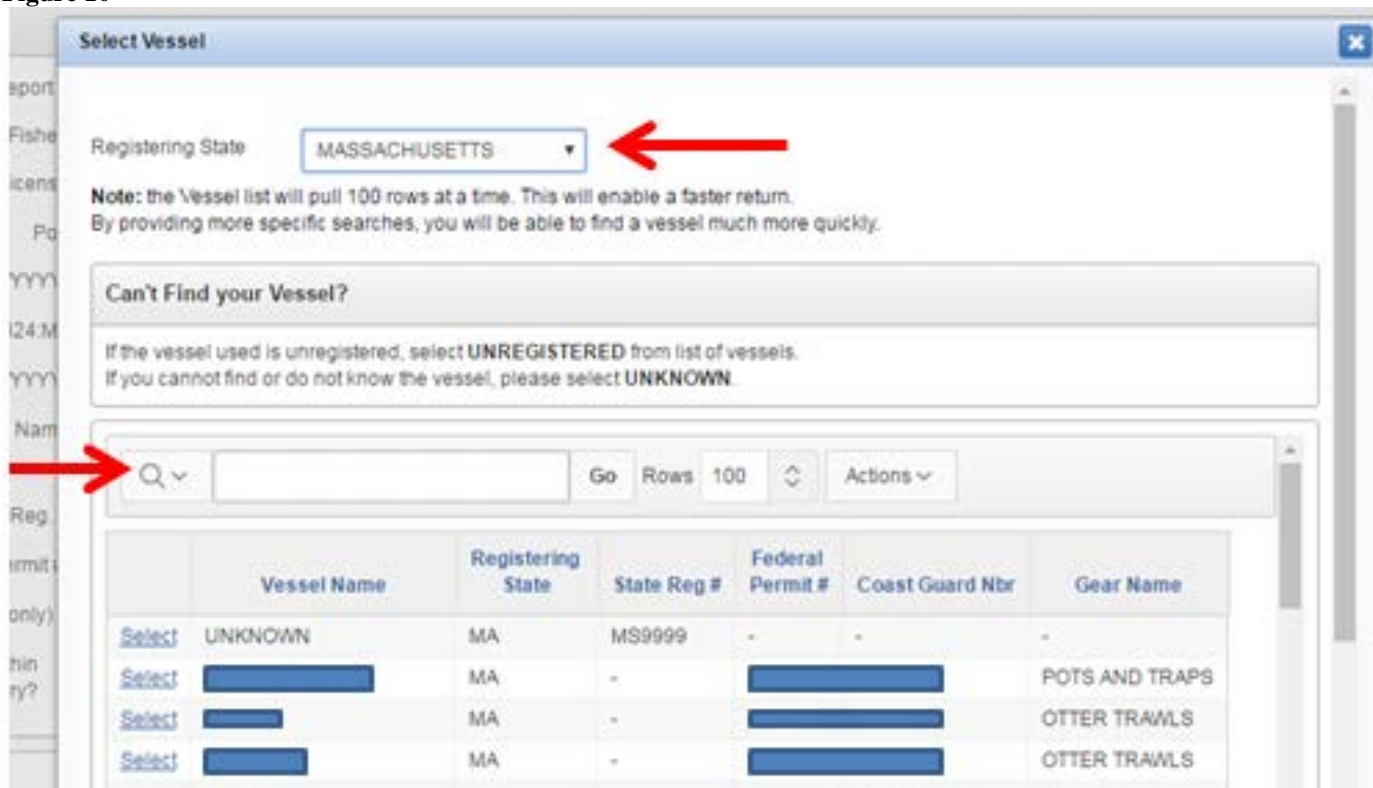 Select Vessel
Registering State MASSACHUSETTS
Note: the Vessel list will pull 100 rows at a time. This will enable a faster return.
By providing more specific searches, you will be able to find a vessel much more quickly.
Can't Find your Vessel?
If the vessel used is unregistered, select UNREGISTERED from list of vessels.
If you cannot find or do not know the vessel, please select UNKNOWN.
Go Rows 100 Actions
Vessel Name Registering State State Reg # Federal Permit # Coast Guard Nbr Gear Name
Select UNKNOWN MA MS9999 - - -
Select MA - POTS AND TRAPS
Select MA - OTTER TRAWLS
Select MA - OTTER TRAWLS